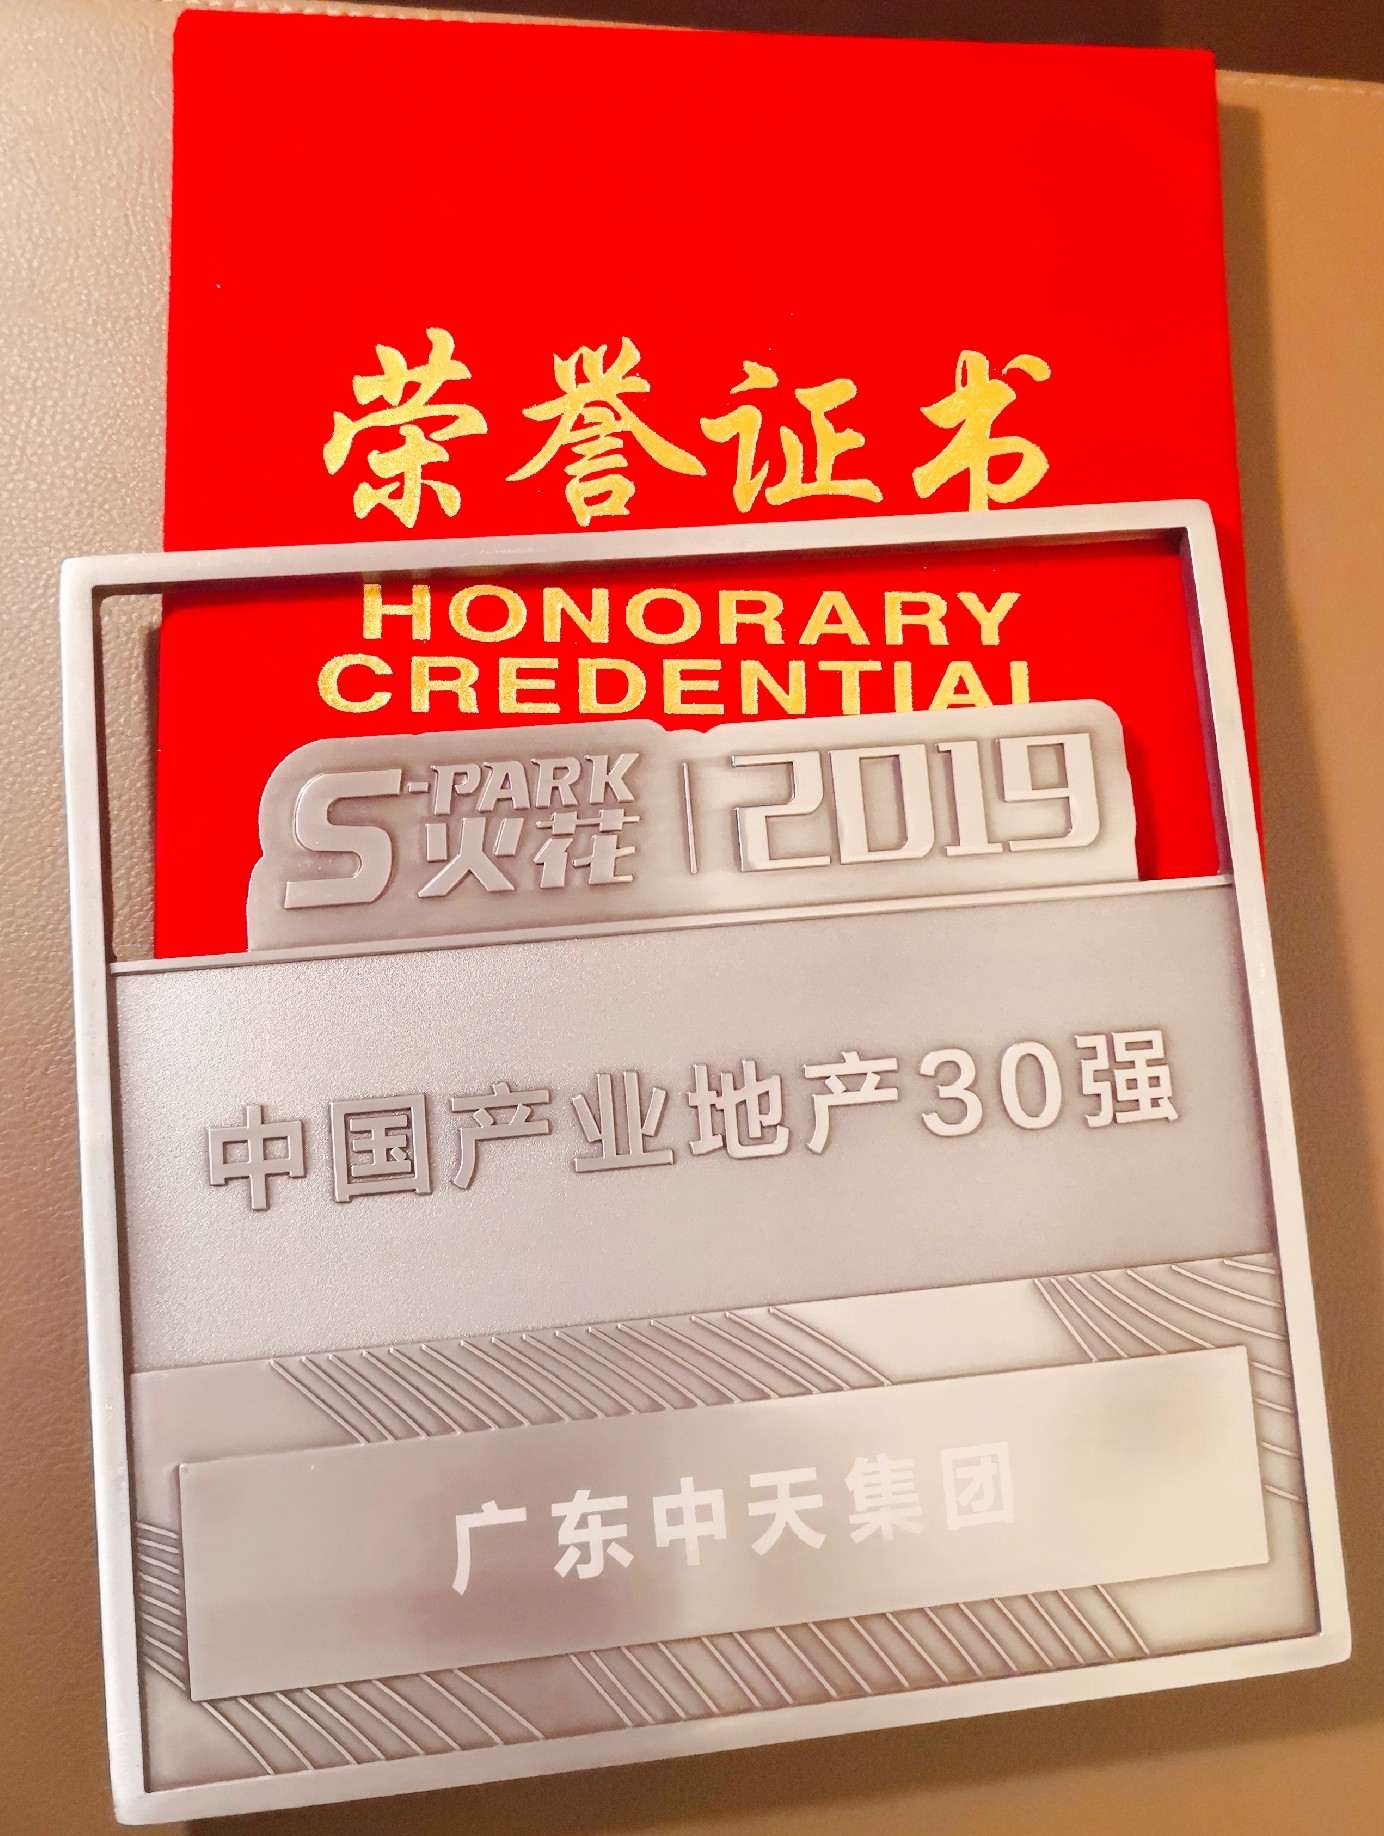 荣誉证书
HONORARY
CREDENTIAL
S-PARK
火花 | 2019
中国产业地产30强
广东中天集团